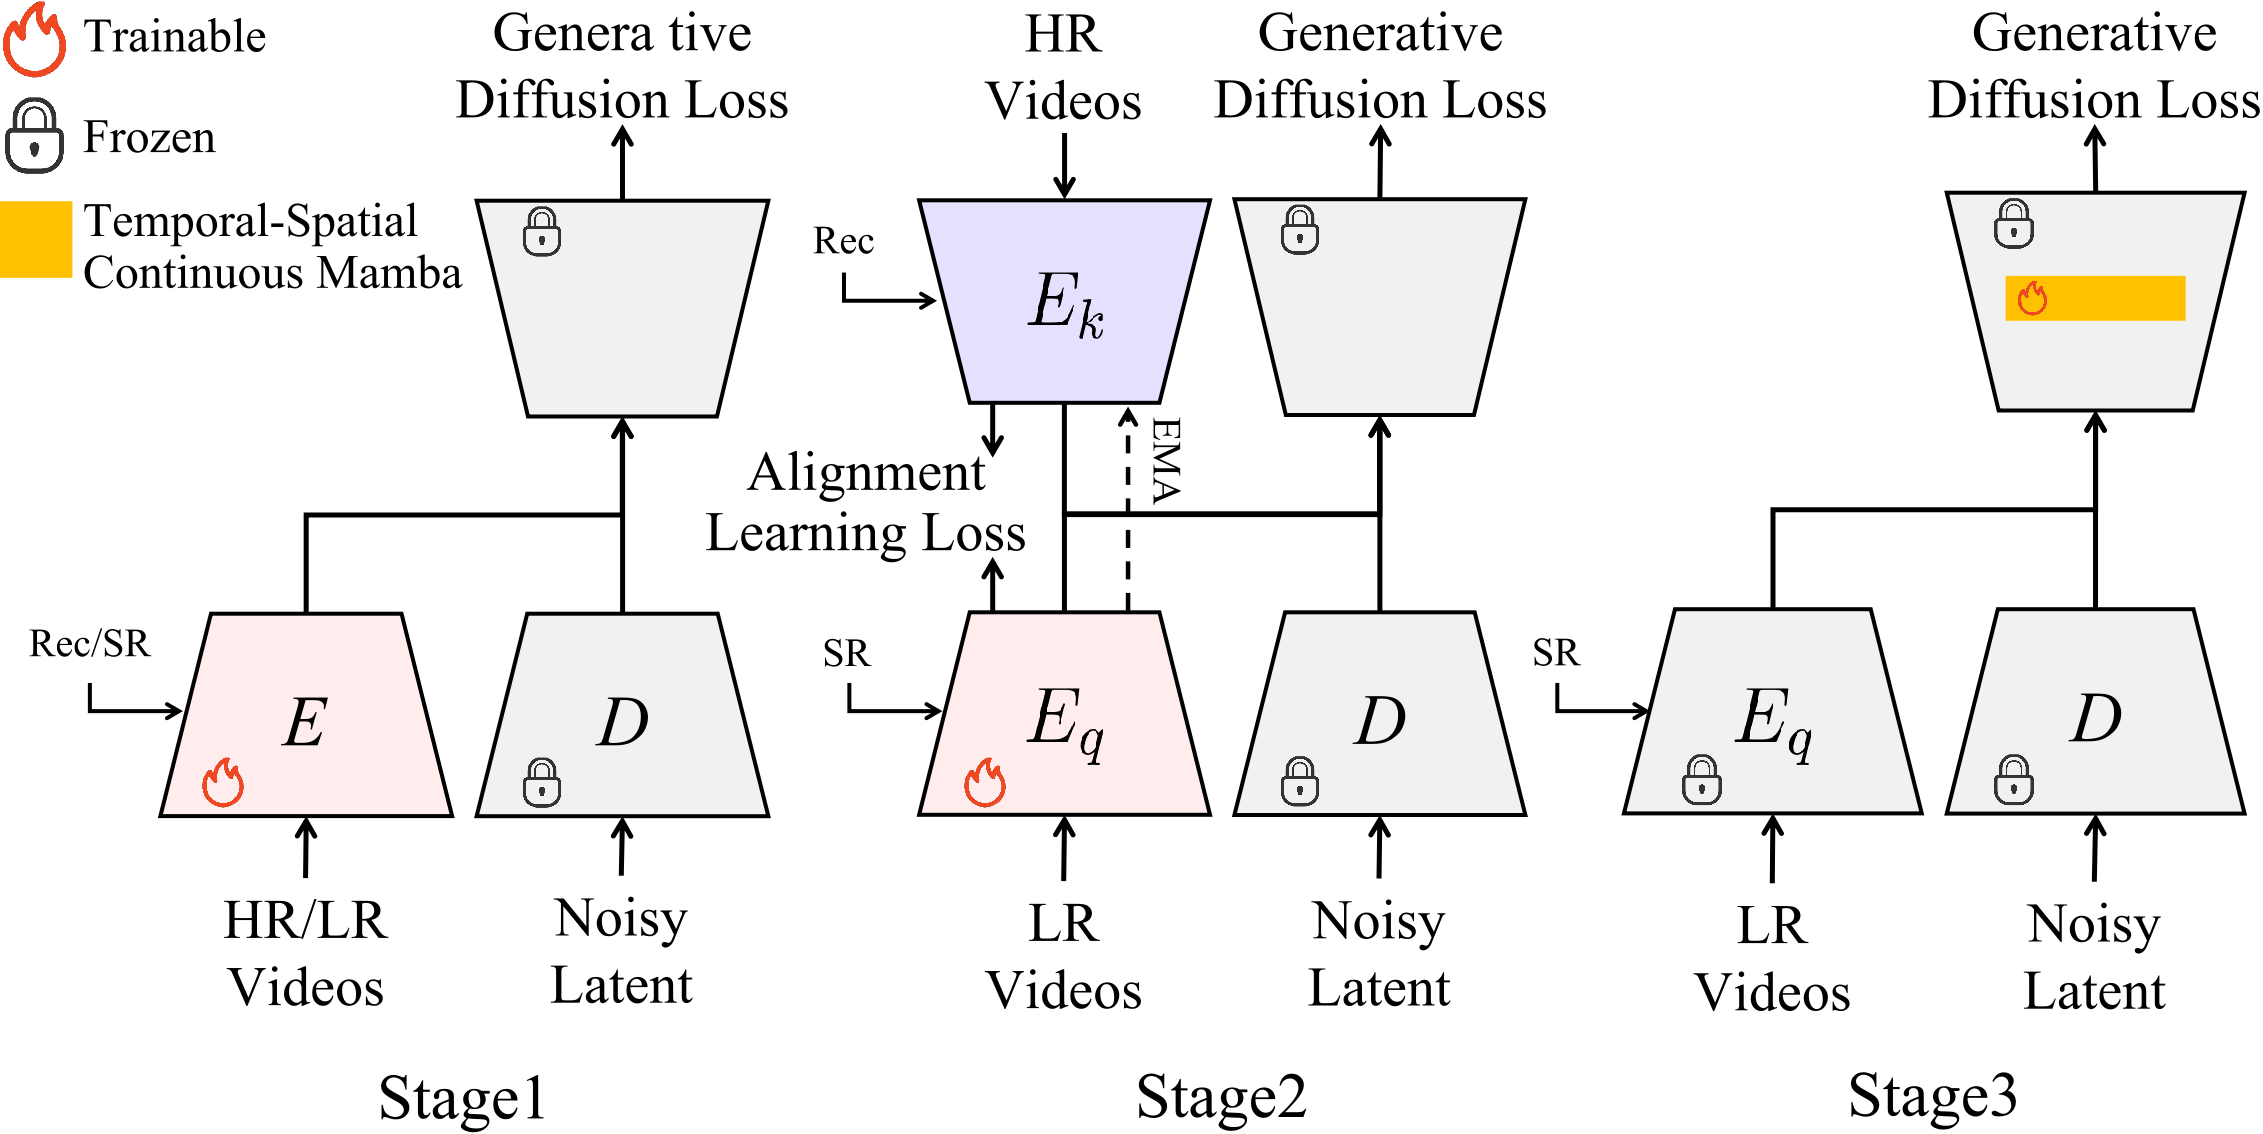 Trainable
Frozen
Temporal-Spatial
Continuous Mamba
Genera tive
Diffusion Loss
Rec/SR
E
D
HR/LR
Videos
Noisy
Latent
Stage1
HR
Videos
Generative
Diffusion Loss
Rec
E_k
Alignment
Learning Loss
EMA
SR
E_q
D
LR
Videos
Noisy
Latent
Stage2
Generative
Diffusion Loss
SR
E_q
D
LR
Videos
Noisy
Latent
Stage3